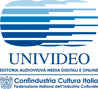 UNIVIDEO
EDITORIA AUDIOVISIVA MEDIA DIGITALI E ONLINE
Confindustria Cultura Italia
Federazione Italiana dell'Industria Culturale